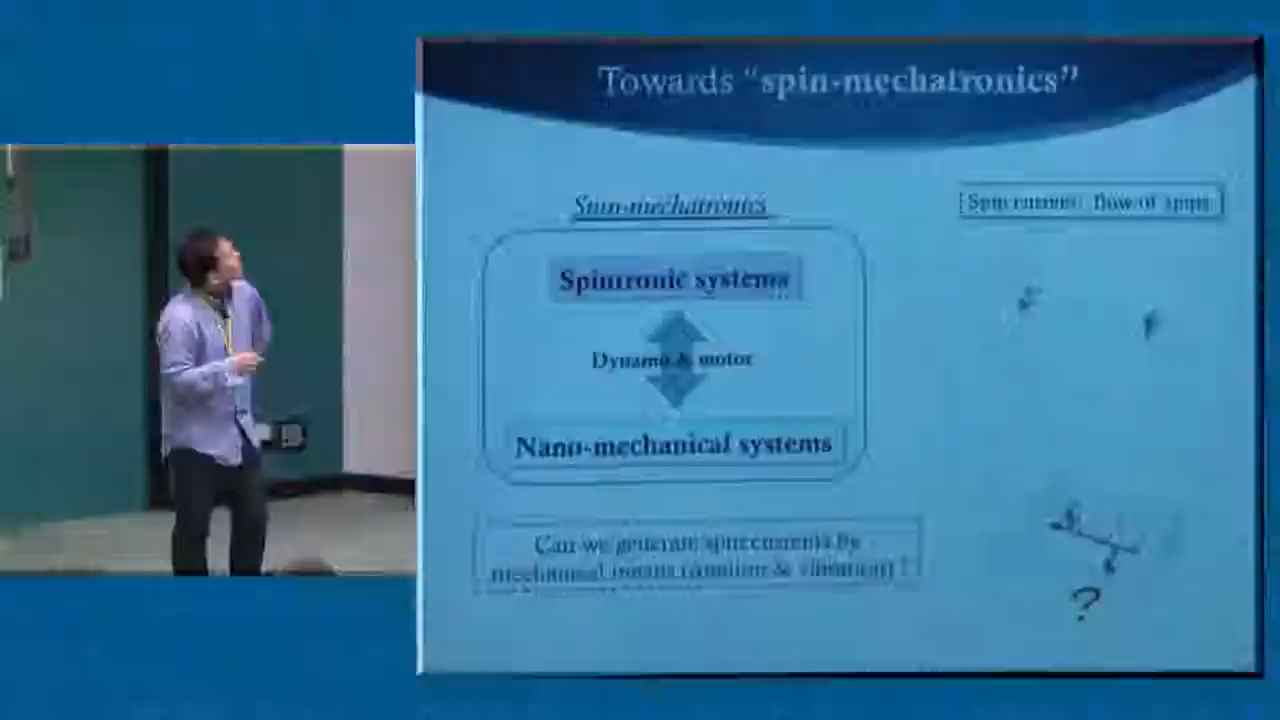 Towards “spin-mechatronics”
Spin-mechatronics
Spin current: flow of spins
Spintronic systems
Dynamo & motor
Nano-mechanical systems
Can we generate spin currents by
mechanical means (rotation & vibration) ?
?